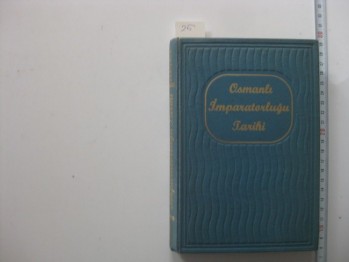 Osmanlı
İmparatorluğu
Tarihi